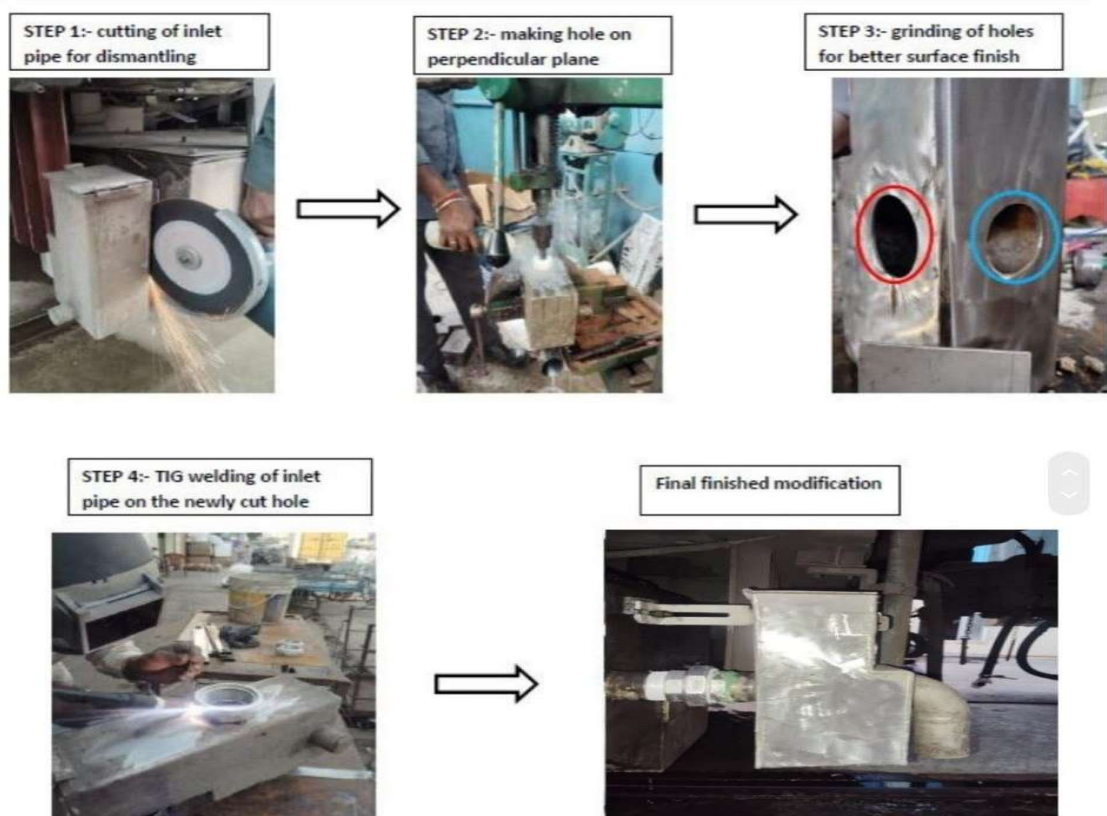 STEP 1:- cutting of inlet
pipe for dismantling
STEP 2:- making hole on
perpendicular plane
STEP 3:- grinding of holes
for better surface finish
STEP 4:- TIG welding of inlet
pipe on the newly cut hole
Final finished modification